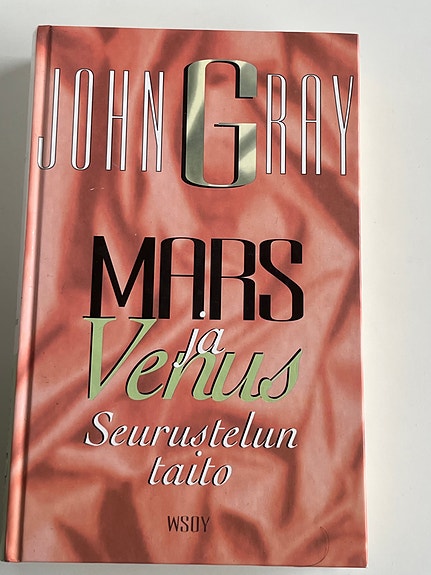 JOHN GRAY
MARS
ja
Venus
Seurustelun
taito
WSOY